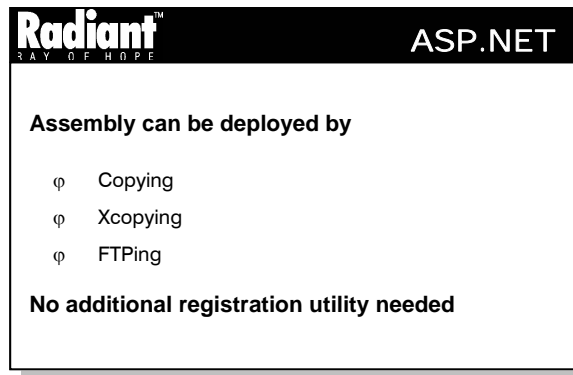 Radiant™
RAY OF HOPE
ASP.NET
Assembly can be deployed by
φ Copying
φ Xcopying
φ FTPing
No additional registration utility needed